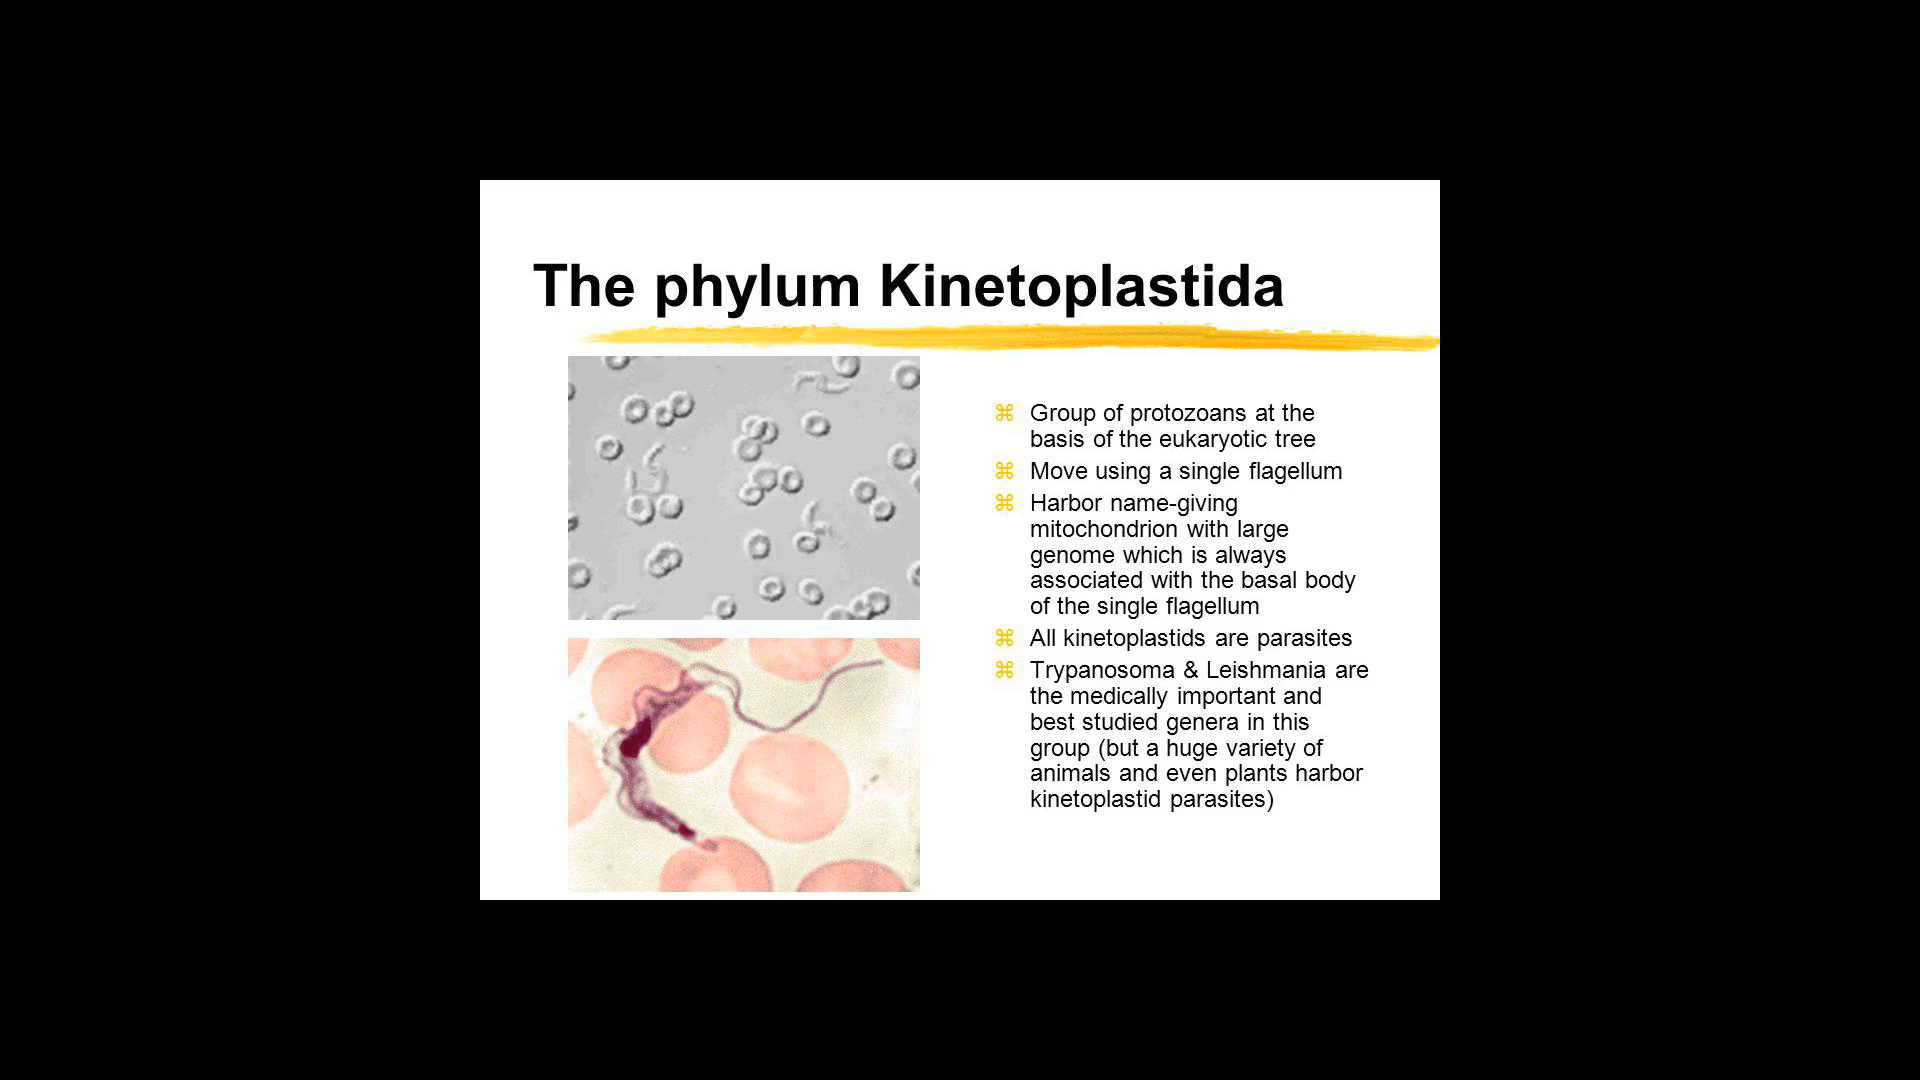 The phylum Kinetoplastida
⌘ Group of protozoans at the
basis of the eukaryotic tree
⌘ Move using a single flagellum
⌘ Harbor name-giving
mitochondrion with large
genome which is always
associated with the basal body
of the single flagellum
⌘ All kinetoplastids are parasites
⌘ Trypanosoma & Leishmania are
the medically important and
best studied genera in this
group (but a huge variety of
animals and even plants harbor
kinetoplastid parasites)